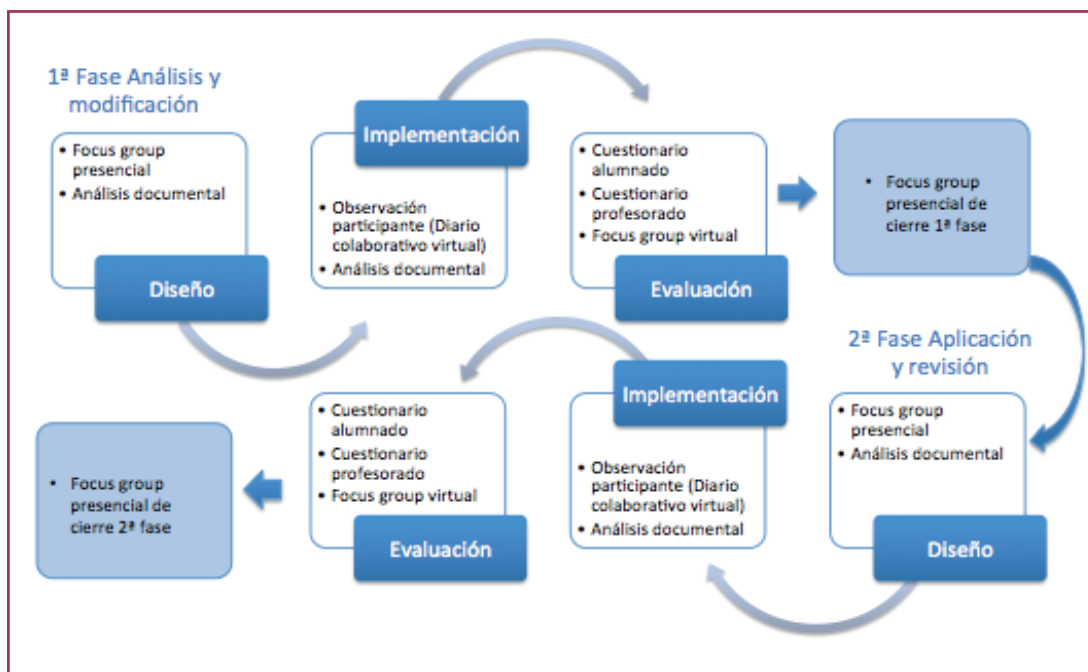 1ª Fase Análisis y
modificación
• Focus group
presencial
• Análisis documental
Diseño
Implementación
• Observación
participante (Diario
colaborativo virtual)
• Análisis documental
• Cuestionario
alumnado
• Cuestionario
profesorado
• Focus group virtual
Evaluación
• Focus group
presencial de
cierre 1ª fase
2ª Fase Aplicación
y revisión
• Focus group
presencial
• Análisis documental
Diseño
Implementación
• Observación
participante (Diario
colaborativo virtual)
• Análisis documental
• Cuestionario
alumnado
• Cuestionario
profesorado
• Focus group virtual
Evaluación
• Focus group
presencial de
cierre 2ª fase